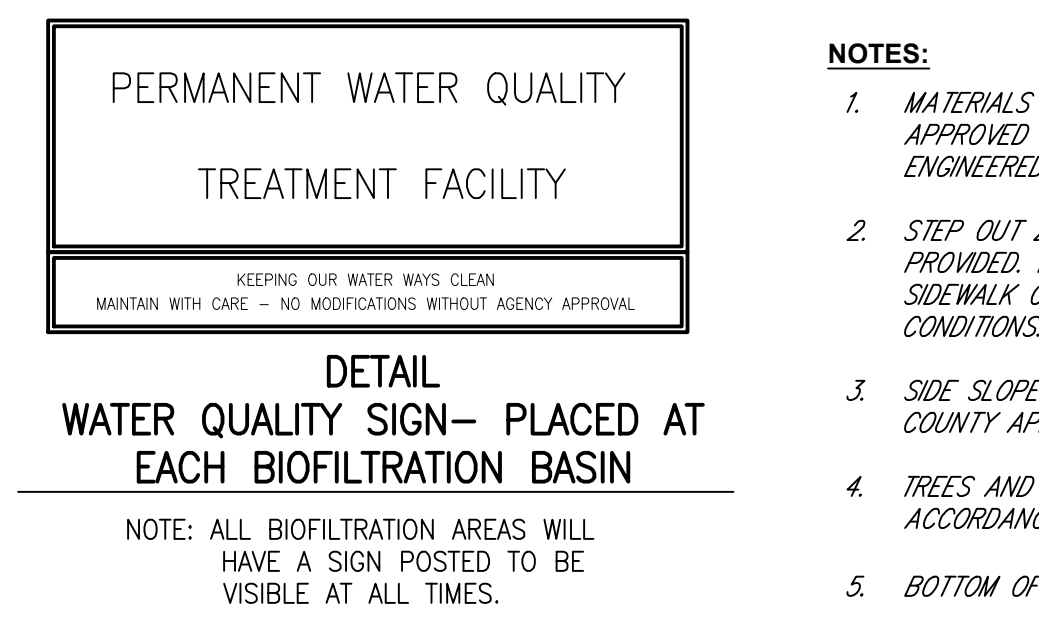 PERMANENT WATER QUALITY
TREATMENT FACILITY
KEEPING OUR WATER WAYS CLEAN
MAINTAIN WITH CARE – NO MODIFICATIONS WITHOUT AGENCY APPROVAL
DETAIL
WATER QUALITY SIGN– PLACED AT
EACH BIOFILTRATION BASIN
NOTE: ALL BIOFILTRATION AREAS WILL
HAVE A SIGN POSTED TO BE
VISIBLE AT ALL TIMES.
NOTES:
1. MATERIALS
APPROVED
ENGINEERED
2. STEP OUT
PROVIDED.
SIDEWALK
CONDITIONS.
3. SIDE SLOPE
COUNTY
4. TREES AND
5. BOTTOM OF